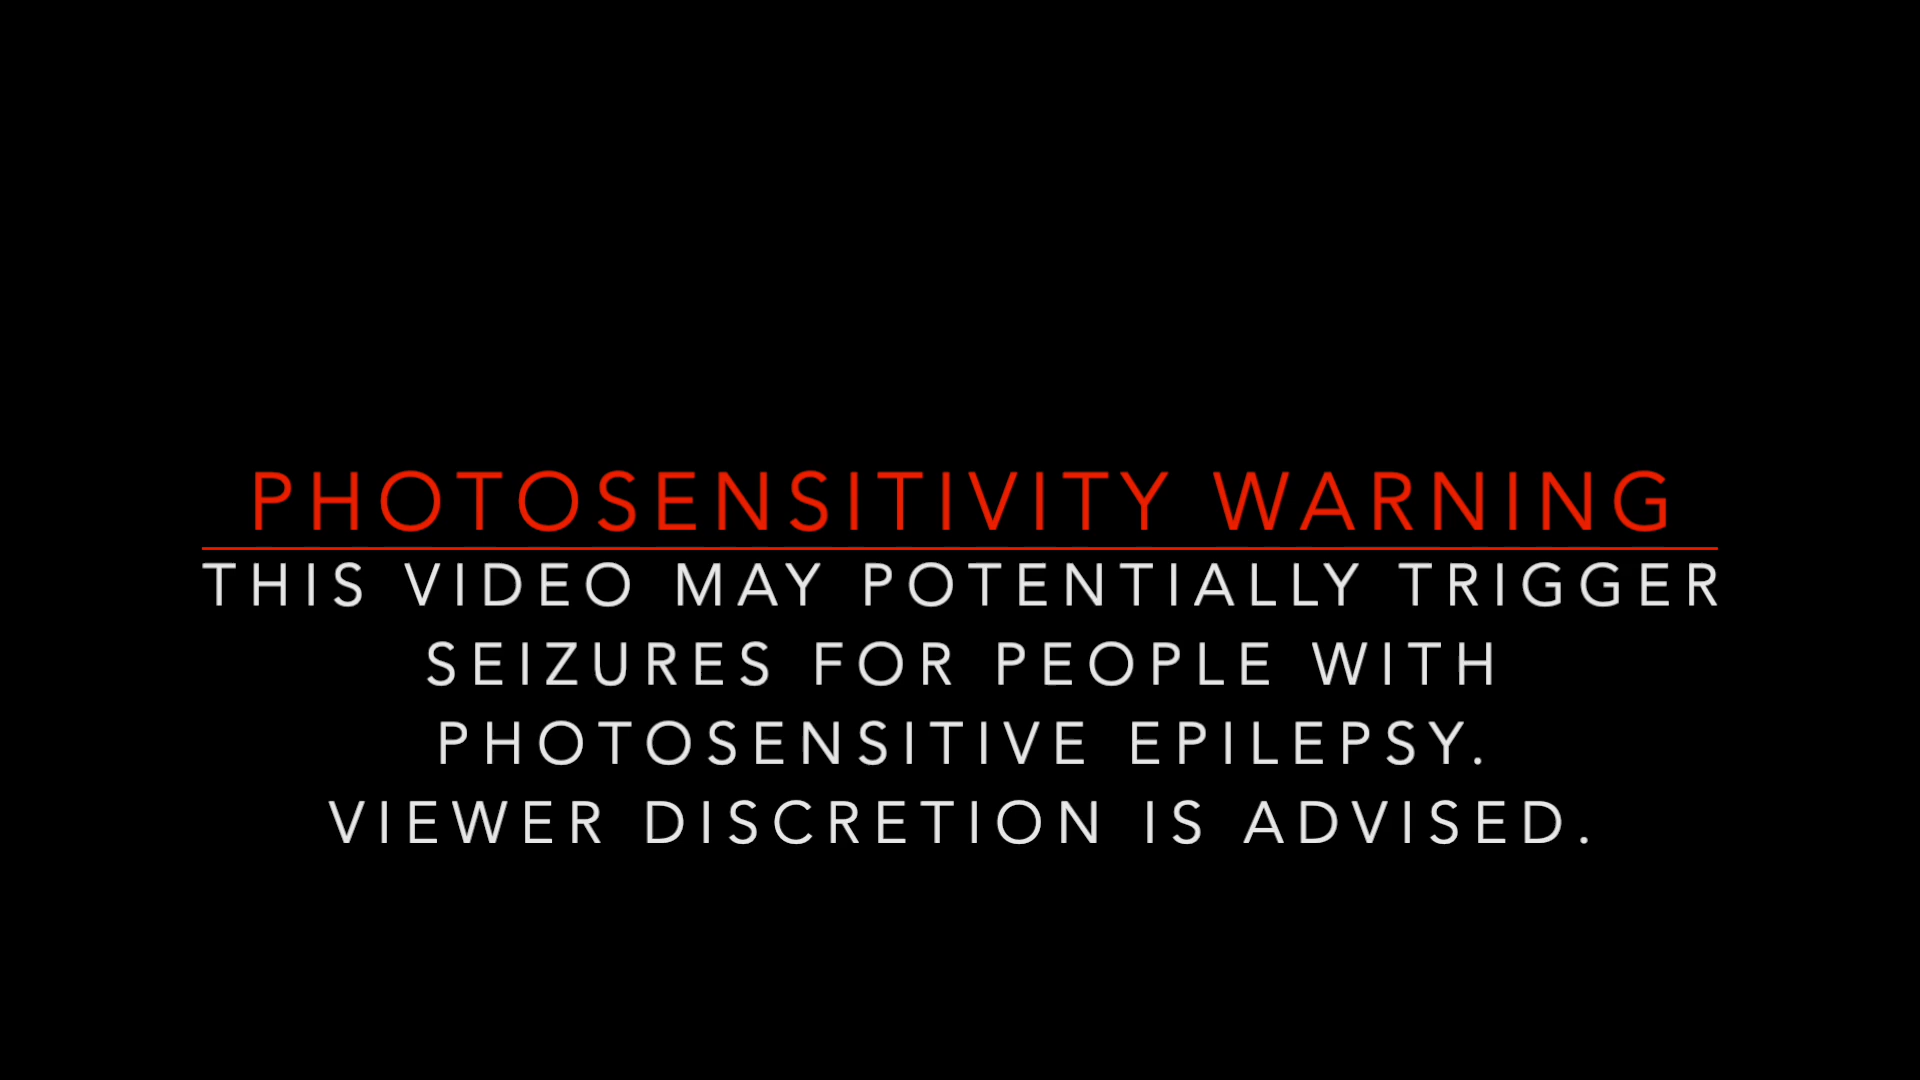 PHOTOSENSITIVITY WARNING
THIS VIDEO MAY POTENTIALLY TRIGGER
SEIZURES FOR PEOPLE WITH
PHOTOSENSITIVE EPILEPSY.
VIEWER DISCRETION IS ADVISED.